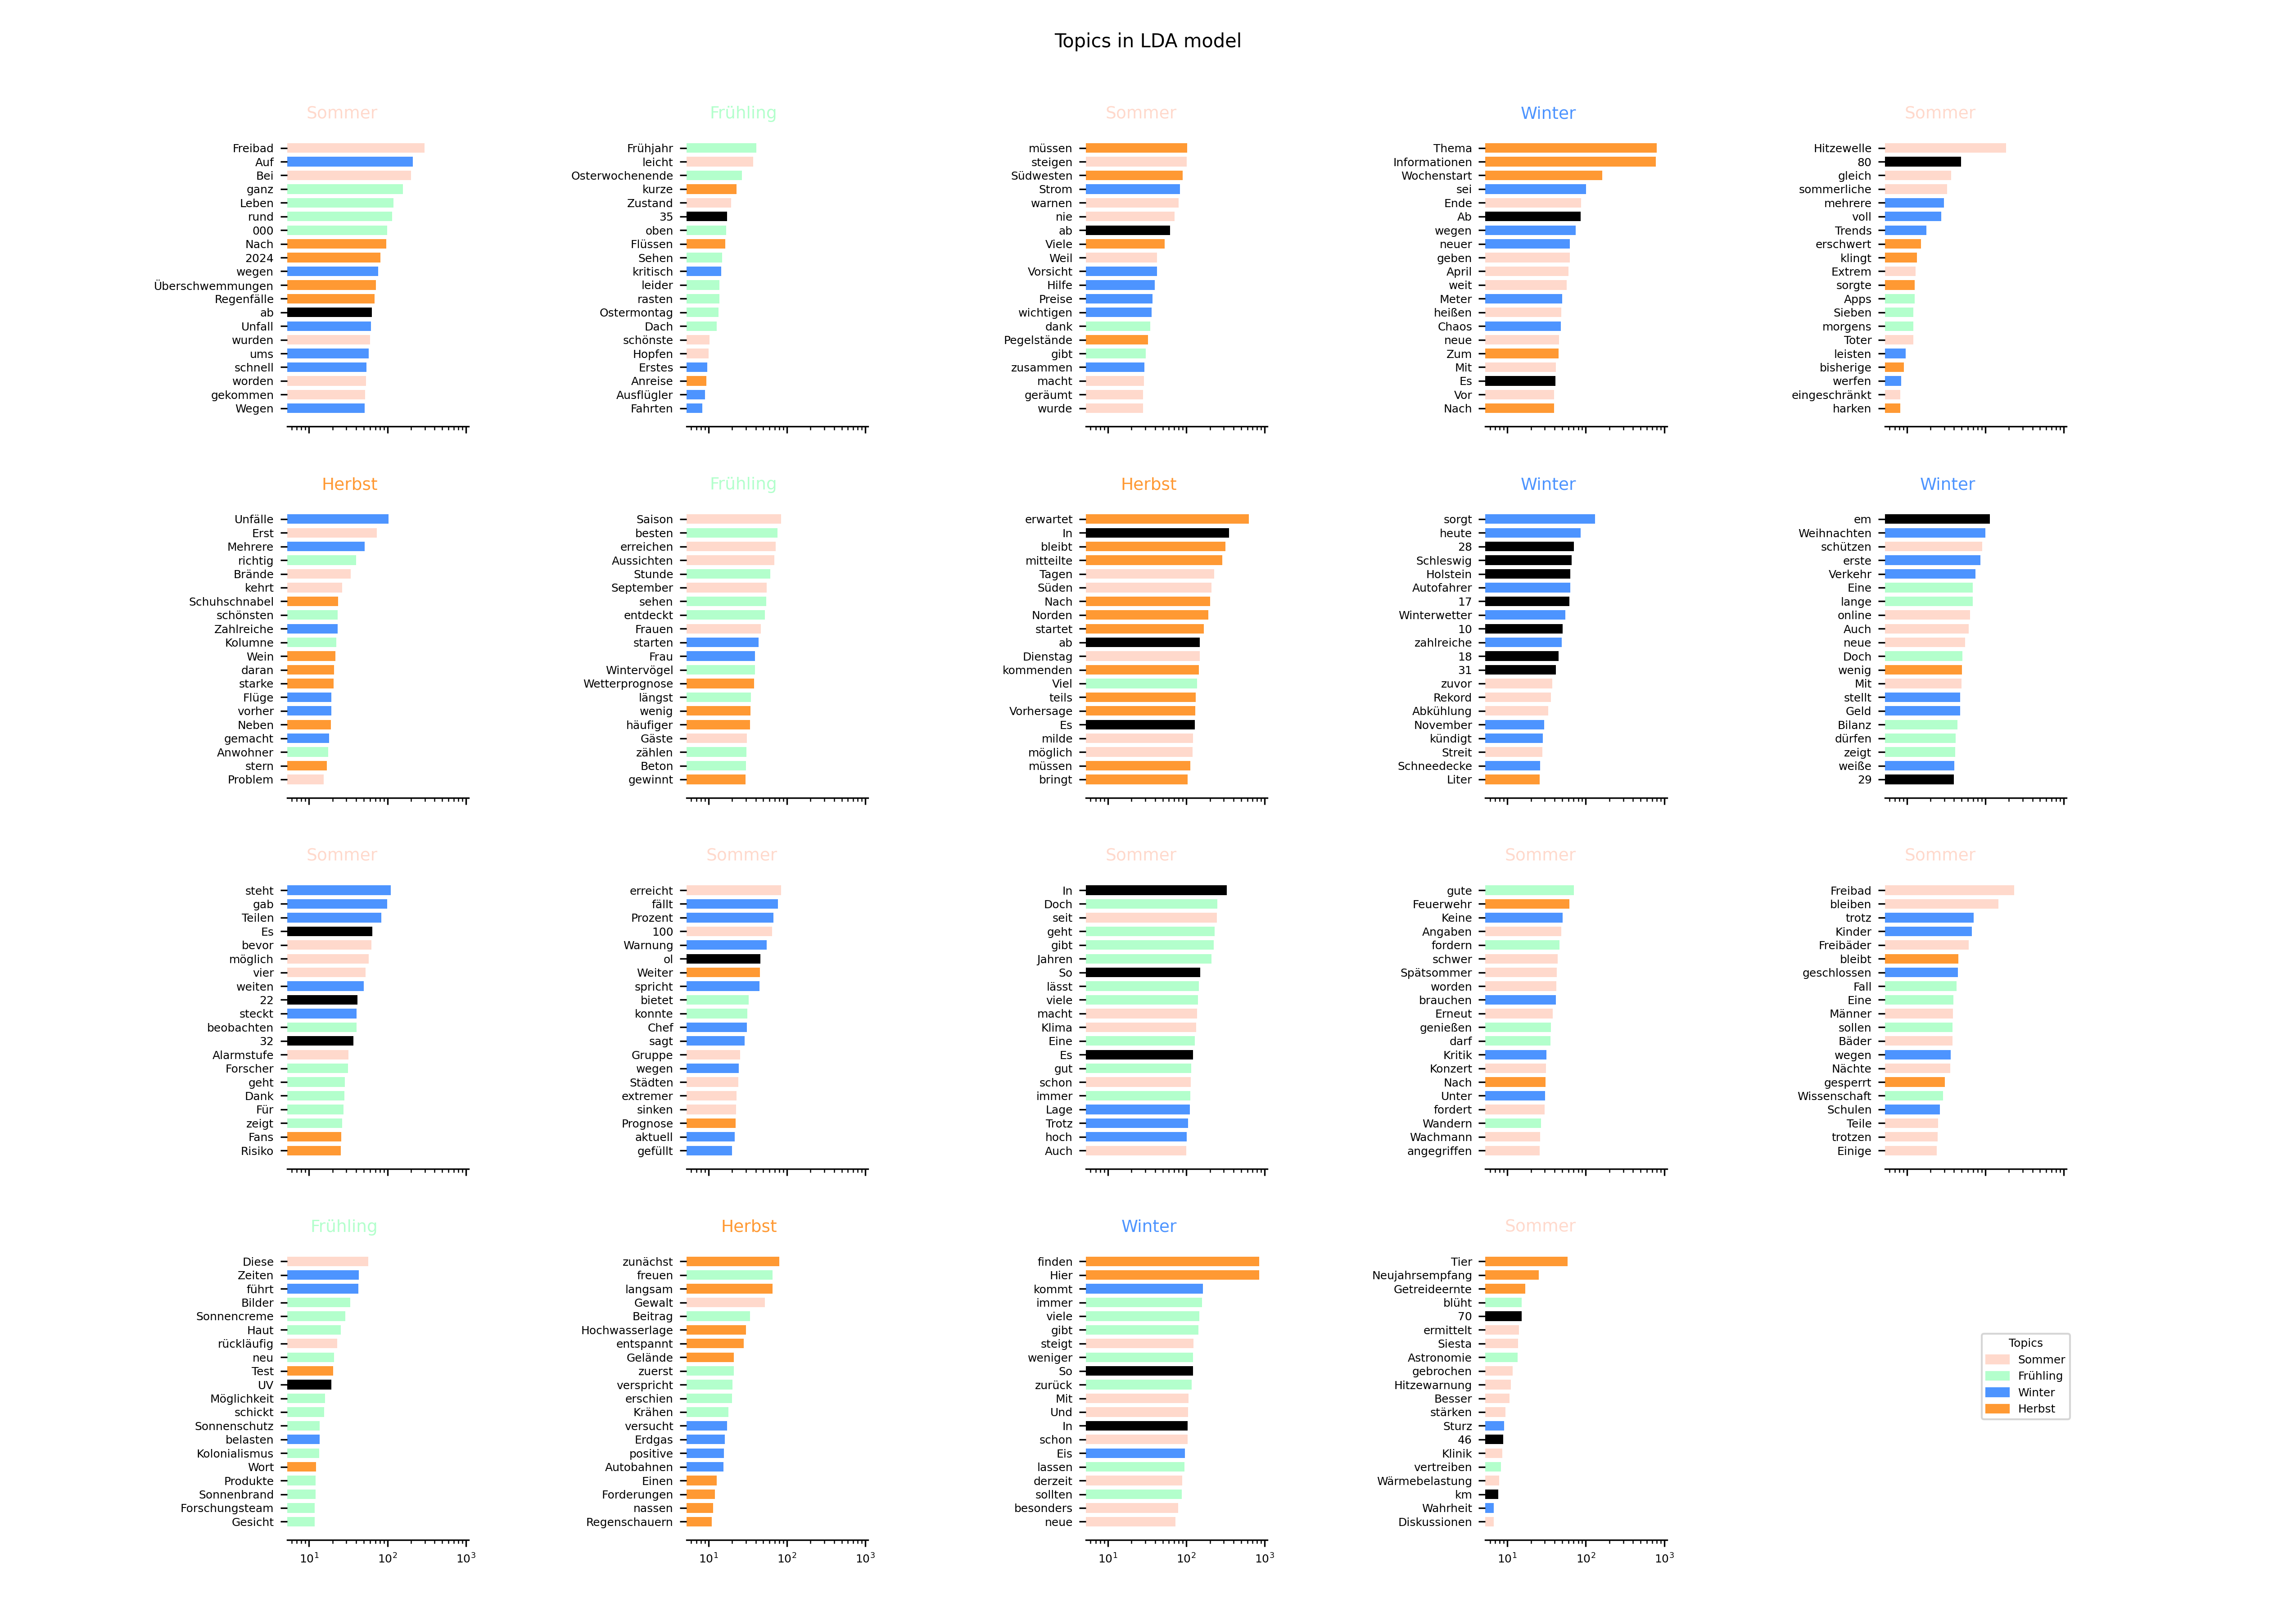 Topics in LDA model
Sommer
Freibad
Auf
Bei
ganz
Leben
rund
000
Nach
2024
wegen
Überschwemmungen
Regenfälle
ab
Unfall
wurden
ums
schnell
worden
gekommen
Wegen
Frühling
Frühjahr
leicht
Osterwochenende
kurze
Zustand
35
oben
Flüssen
Sehen
kritisch
leider
rasten
Ostermontag
Dach
schönste
Hopfen
Erstes
Anreise
Ausflügler
Fahrten
Sommer
müssen
steigen
Südwesten
Strom
warnen
nie
ab
Viele
Weil
Vorsicht
Hilfe
Preise
wichtigen
dank
Pegelstände
gibt
zusammen
macht
geräumt
wurde
Winter
Thema
Informationen
Wochenstart
sei
Ende
Ab
wegen
neuer
geben
April
weit
Meter
heißen
Chaos
neue
Zum
Mit
Es
Vor
Nach
Sommer
Hitzewelle
80
gleich
sommerliche
mehrere
voll
Trends
erschwert
klingt
Extrem
sorgte
Apps
Sieben
morgens
Toter
leisten
bisherige
werfen
eingeschränkt
harken
Herbst
Unfälle
Erst
Mehrere
richtig
Brände
kehrt
Schuhschnabel
schönsten
Zahlreiche
Kolumne
Wein
daran
starke
Flüge
vorher
Neben
gemacht
Anwohner
stern
Problem
Frühling
Saison
besten
erreichen
Aussichten
Stunde
September
sehen
entdeckt
Frauen
starten
Frau
Wintervögel
Wetterprognose
längst
wenig
häufiger
Gäste
zählen
Beton
gewinnt
Herbst
erwartet
In
bleibt
mitteilte
Tagen
Süden
Nach
Norden
startet
ab
Dienstag
kommenden
Viel
teils
Vorhersage
Es
milde
möglich
müssen
bringt
Winter
sorgt
heute
28
Schleswig
Holstein
Autofahrer
17
Winterwetter
10
zahlreiche
18
31
zuvor
Rekord
Abkühlung
November
kündigt
Streit
Schneedecke
Liter
Winter
em
Weihnachten
schützen
erste
Verkehr
Eine
lange
online
Auch
neue
Doch
wenig
Mit
stellt
Geld
Bilanz
dürfen
zeigt
weiße
29
Sommer
steht
gab
Teilen
Es
bevor
möglich
vier
weiten
22
steckt
beobachten
32
Alarmstufe
Forscher
geht
Dank
Für
zeigt
Fans
Risiko
Sommer
erreicht
fällt
Prozent
100
Warnung
ol
Weiter
spricht
bietet
konnte
Chef
sagt
Gruppe
wegen
Städten
extremer
sinken
Prognose
aktuell
gefüllt
Sommer
In
Doch
seit
geht
gibt
Jahren
So
lässt
viele
macht
Klima
Eine
Es
gut
schon
immer
Lage
Trotz
hoch
Auch
Sommer
gute
Feuerwehr
Keine
Angaben
fordern
schwer
Spätsommer
worden
brauchen
Erneut
genießen
darf
Kritik
Konzert
Nach
Unter
fordert
Wandern
Wachmann
angegriffen
Sommer
Freibad
bleiben
trotz
Kinder
Freibäder
bleibt
geschlossen
Fall
Eine
Männer
sollen
Bäder
wegen
Nächte
gesperrt
Wissenschaft
Schulen
Teile
trotzen
Einige
Frühling
Diese
Zeiten
führt
Bilder
Sonnencreme
Haut
rückläufig
neu
Test
UV
Möglichkeit
schickt
Sonnenschutz
belasten
Kolonialismus
Wort
Produkte
Sonnenbrand
Forschungsteam
Gesicht
10¹ 10² 10³
Herbst
zunächst
freuen
langsam
Gewalt
Beitrag
Hochwasserlage
entspannt
Gelände
zuerst
verspricht
erschien
Krähen
versucht
Erdgas
positive
Autobahnen
Einen
Forderungen
nassen
Regenschauern
10¹ 10² 10³
Winter
finden
Hier
kommt
immer
viele
gibt
steigt
weniger
So
zurück
Mit
Und
In
schon
Eis
lassen
derzeit
sollten
besonders
neue
10¹ 10² 10³
Sommer
Tier
Neujahrsempfang
Getreideernte
blüht
70
ermittelt
Siesta
Astronomie
gebrochen
Hitzewarnung
Besser
stärken
Sturz
46
Klinik
vertreiben
Wärmebelastung
km
Wahrheit
Diskussionen
10¹ 10² 10³
Topics
Sommer
Frühling
Winter
Herbst